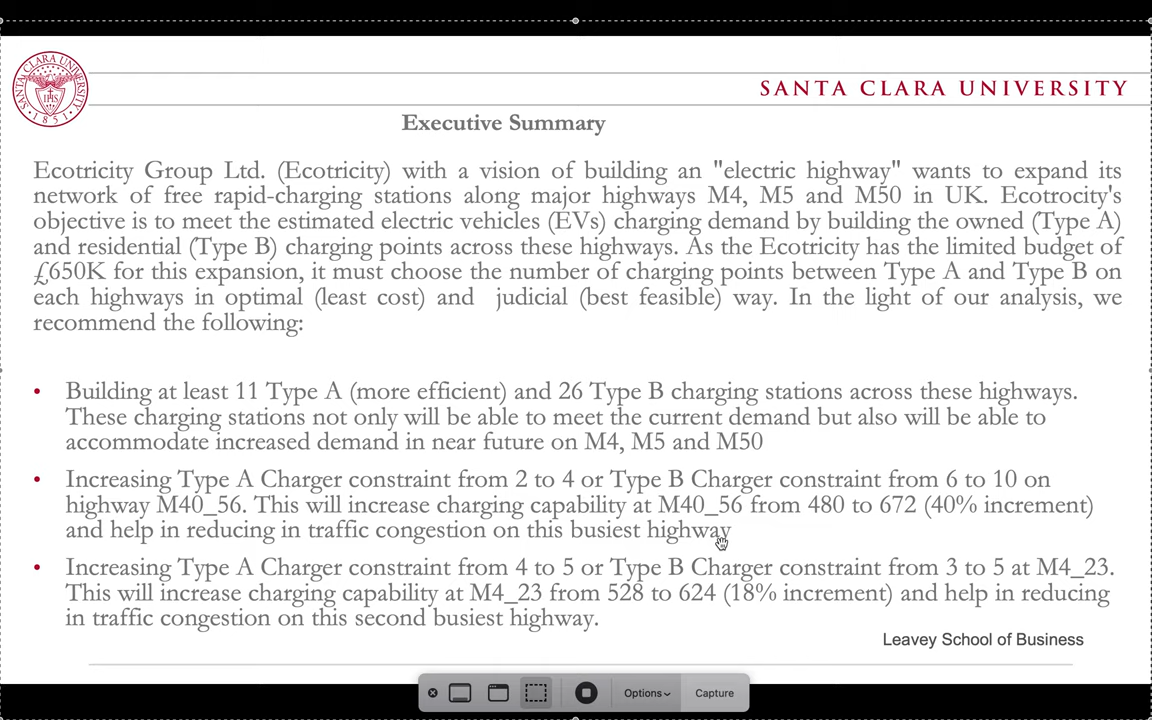 SANTA CLARA UNIVERSITY
SANTA CLARA UNIVERSITY
IHS
1851
Executive Summary
Ecotricity Group Ltd. (Ecotricity) with a vision of building an "electric highway" wants to expand its
network of free rapid-charging stations along major highways M4, M5 and M50 in UK. Ecotrocity's
objective is to meet the estimated electric vehicles (EVs) charging demand by building the owned (Type A)
and residential (Type B) charging points across these highways. As the Ecotricity has the limited budget of
£650K for this expansion, it must choose the number of charging points between Type A and Type B on
each highways in optimal (least cost) and judicial (best feasible) way. In the light of our analysis, we
recommend the following:
• Building at least 11 Type A (more efficient) and 26 Type B charging stations across these highways.
These charging stations not only will be able to meet the current demand but also will be able to
accommodate increased demand in near future on M4, M5 and M50
• Increasing Type A Charger constraint from 2 to 4 or Type B Charger constraint from 6 to 10 on
highway M40_56. This will increase charging capability at M40_56 from 480 to 672 (40% increment)
and help in reducing in traffic congestion on this busiest highway
• Increasing Type A Charger constraint from 4 to 5 or Type B Charger constraint from 3 to 5 at M4_23.
This will increase charging capability at M4_23 from 528 to 624 (18% increment) and help in reducing
in traffic congestion on this second busiest highway.
Leavey School of Business
Options
Capture